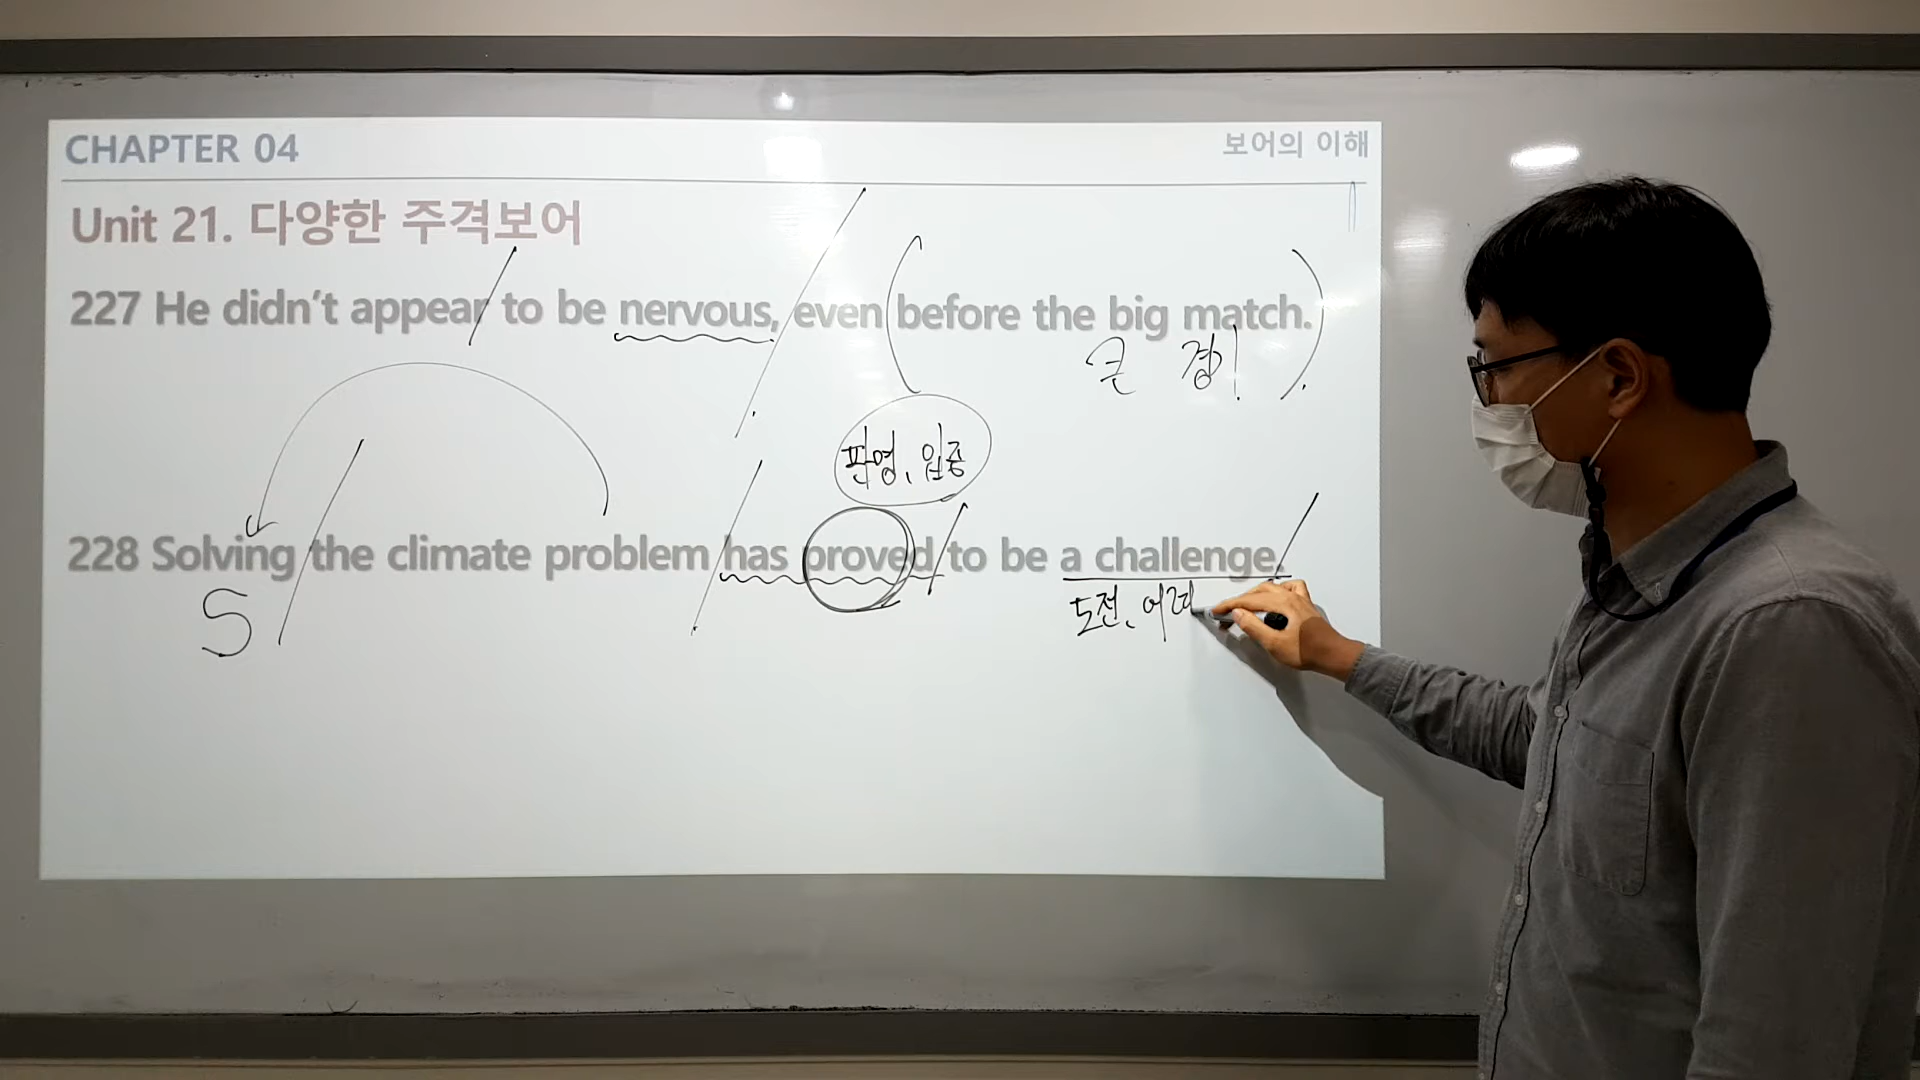 CHAPTER 04 보어의 이해
Unit 21. 다양한 주격보어
227 He didn't appear to be nervous, even before the big match.
큰 경기
판명, 입증
228 Solving the climate problem has proved to be a challenge.
S
도전, 어려